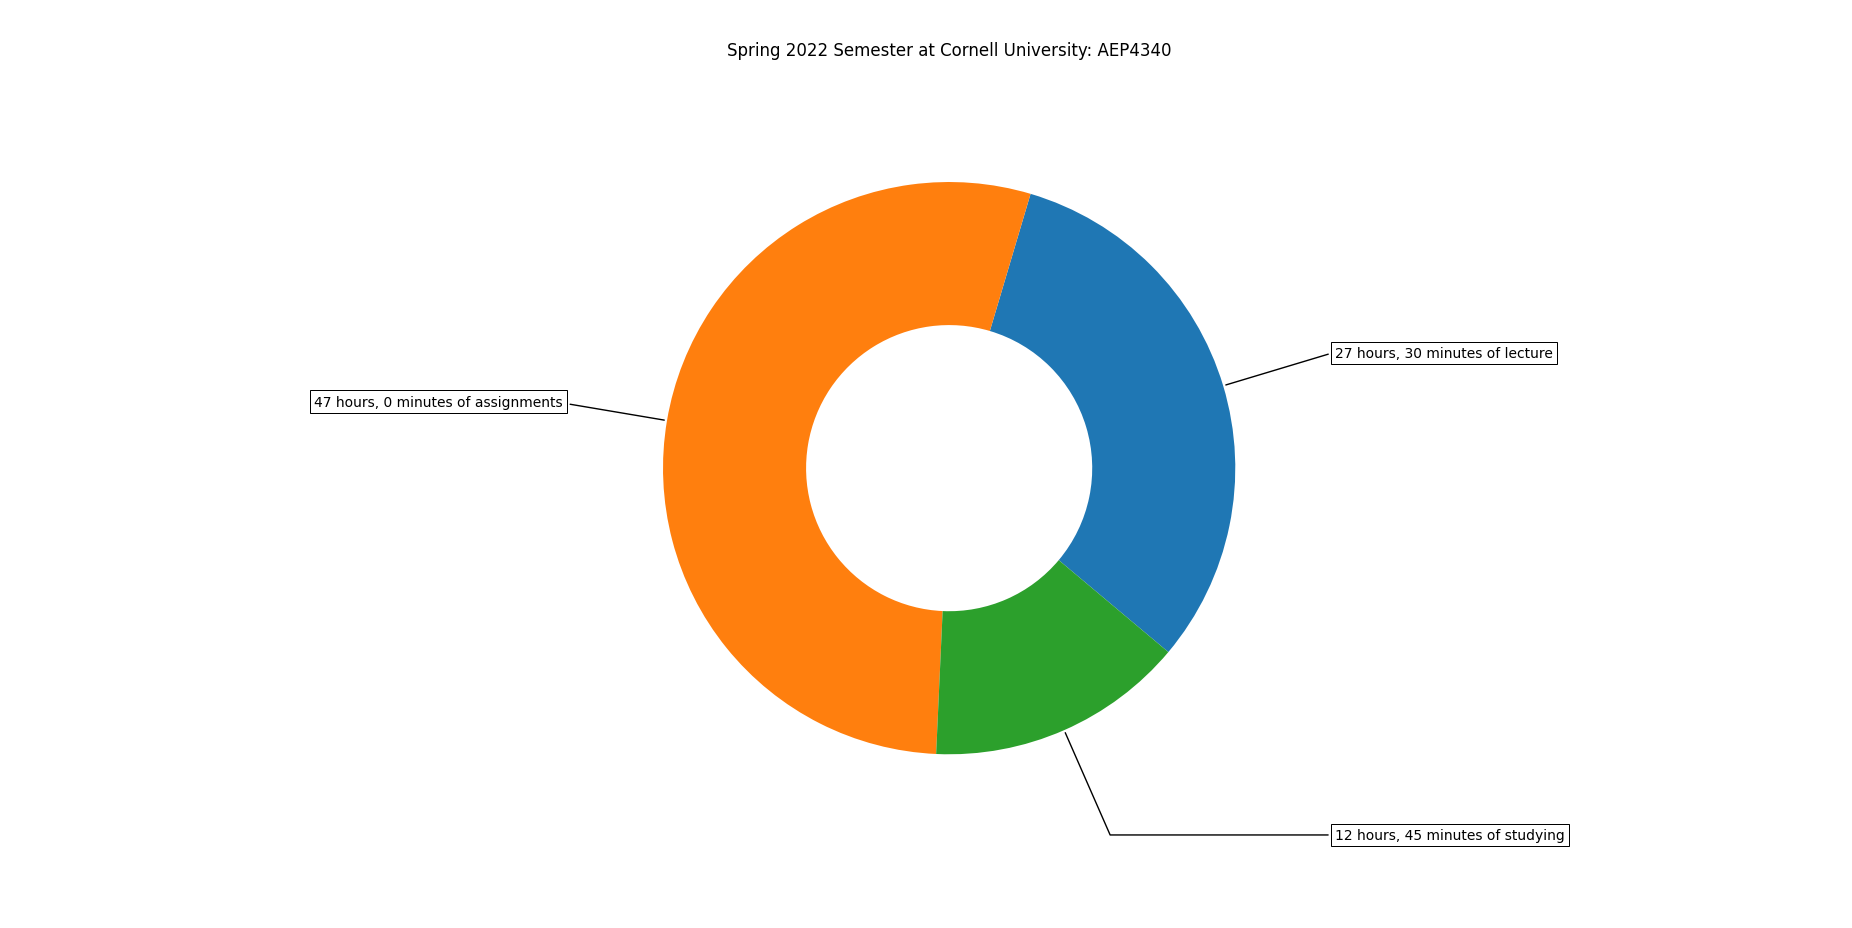 Spring 2022 Semester at Cornell University: AEP4340
27 hours, 30 minutes of lecture
47 hours, 0 minutes of assignments
12 hours, 45 minutes of studying